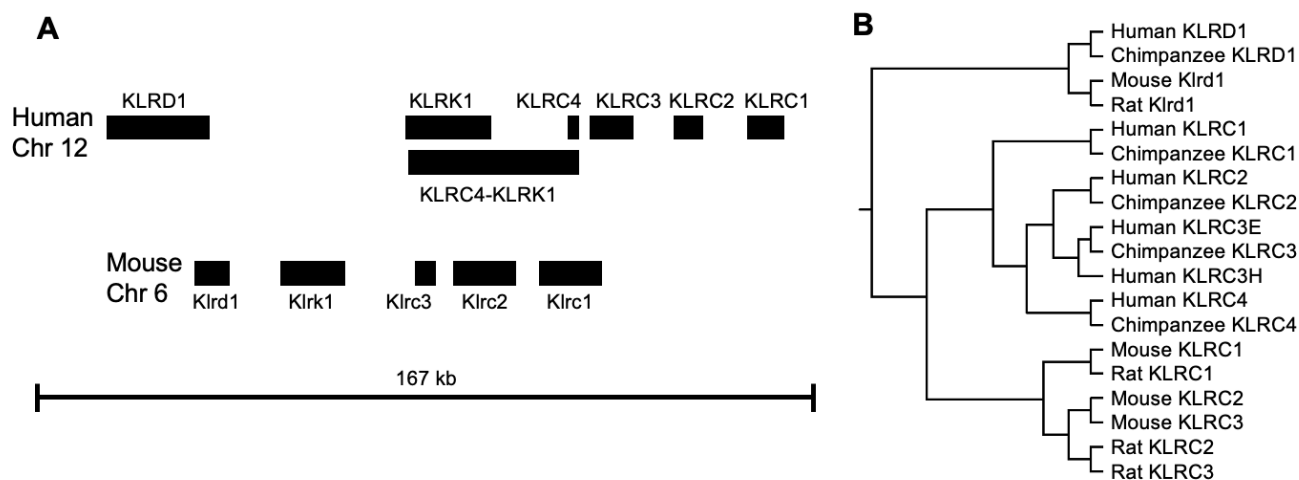 A
KLRD1 KLRK1 KLRC4 KLRC3 KLRC2 KLRC1
Human
Chr 12
KLRC4-KLRK1
Mouse
Chr 6
Klrd1 Klrk1 Klrc3 Klrc2 Klrc1
167 kb
B
Human KLRD1
Chimpanzee KLRD1
Mouse Klrd1
Rat Klrd1
Human KLRC1
Chimpanzee KLRC1
Human KLRC2
Chimpanzee KLRC2
Human KLRC3E
Chimpanzee KLRC3
Human KLRC3H
Human KLRC4
Chimpanzee KLRC4
Mouse KLRC1
Rat KLRC1
Mouse KLRC2
Mouse KLRC3
Rat KLRC2
Rat KLRC3